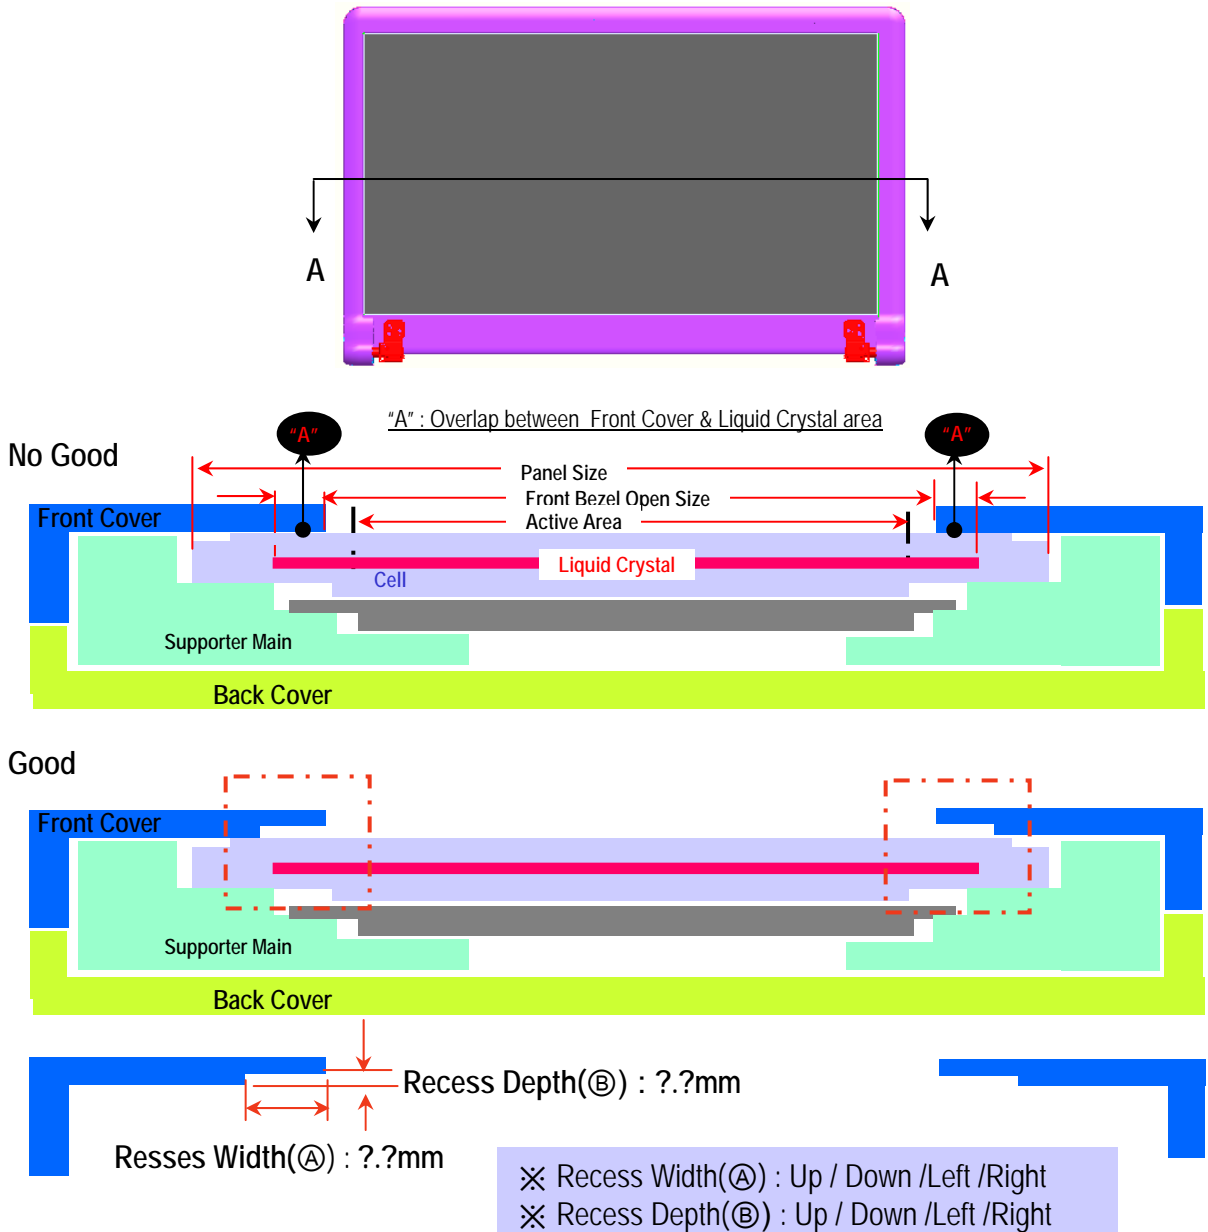 A
A
"A" : Overlap between Front Cover & Liquid Crystal area
"A"
"A"
No Good
Panel Size
Front Bezel Open Size
Front Cover
Active Area
Liquid Crystal
Cell
Supporter Main
Back Cover
Good
Front Cover
Supporter Main
Back Cover
Recess Depth(Ⓑ) : ?.?mm
Resses Width(Ⓐ) : ?.?mm
※ Recess Width(Ⓐ) : Up / Down /Left /Right
※ Recess Depth(Ⓑ) : Up / Down /Left /Right